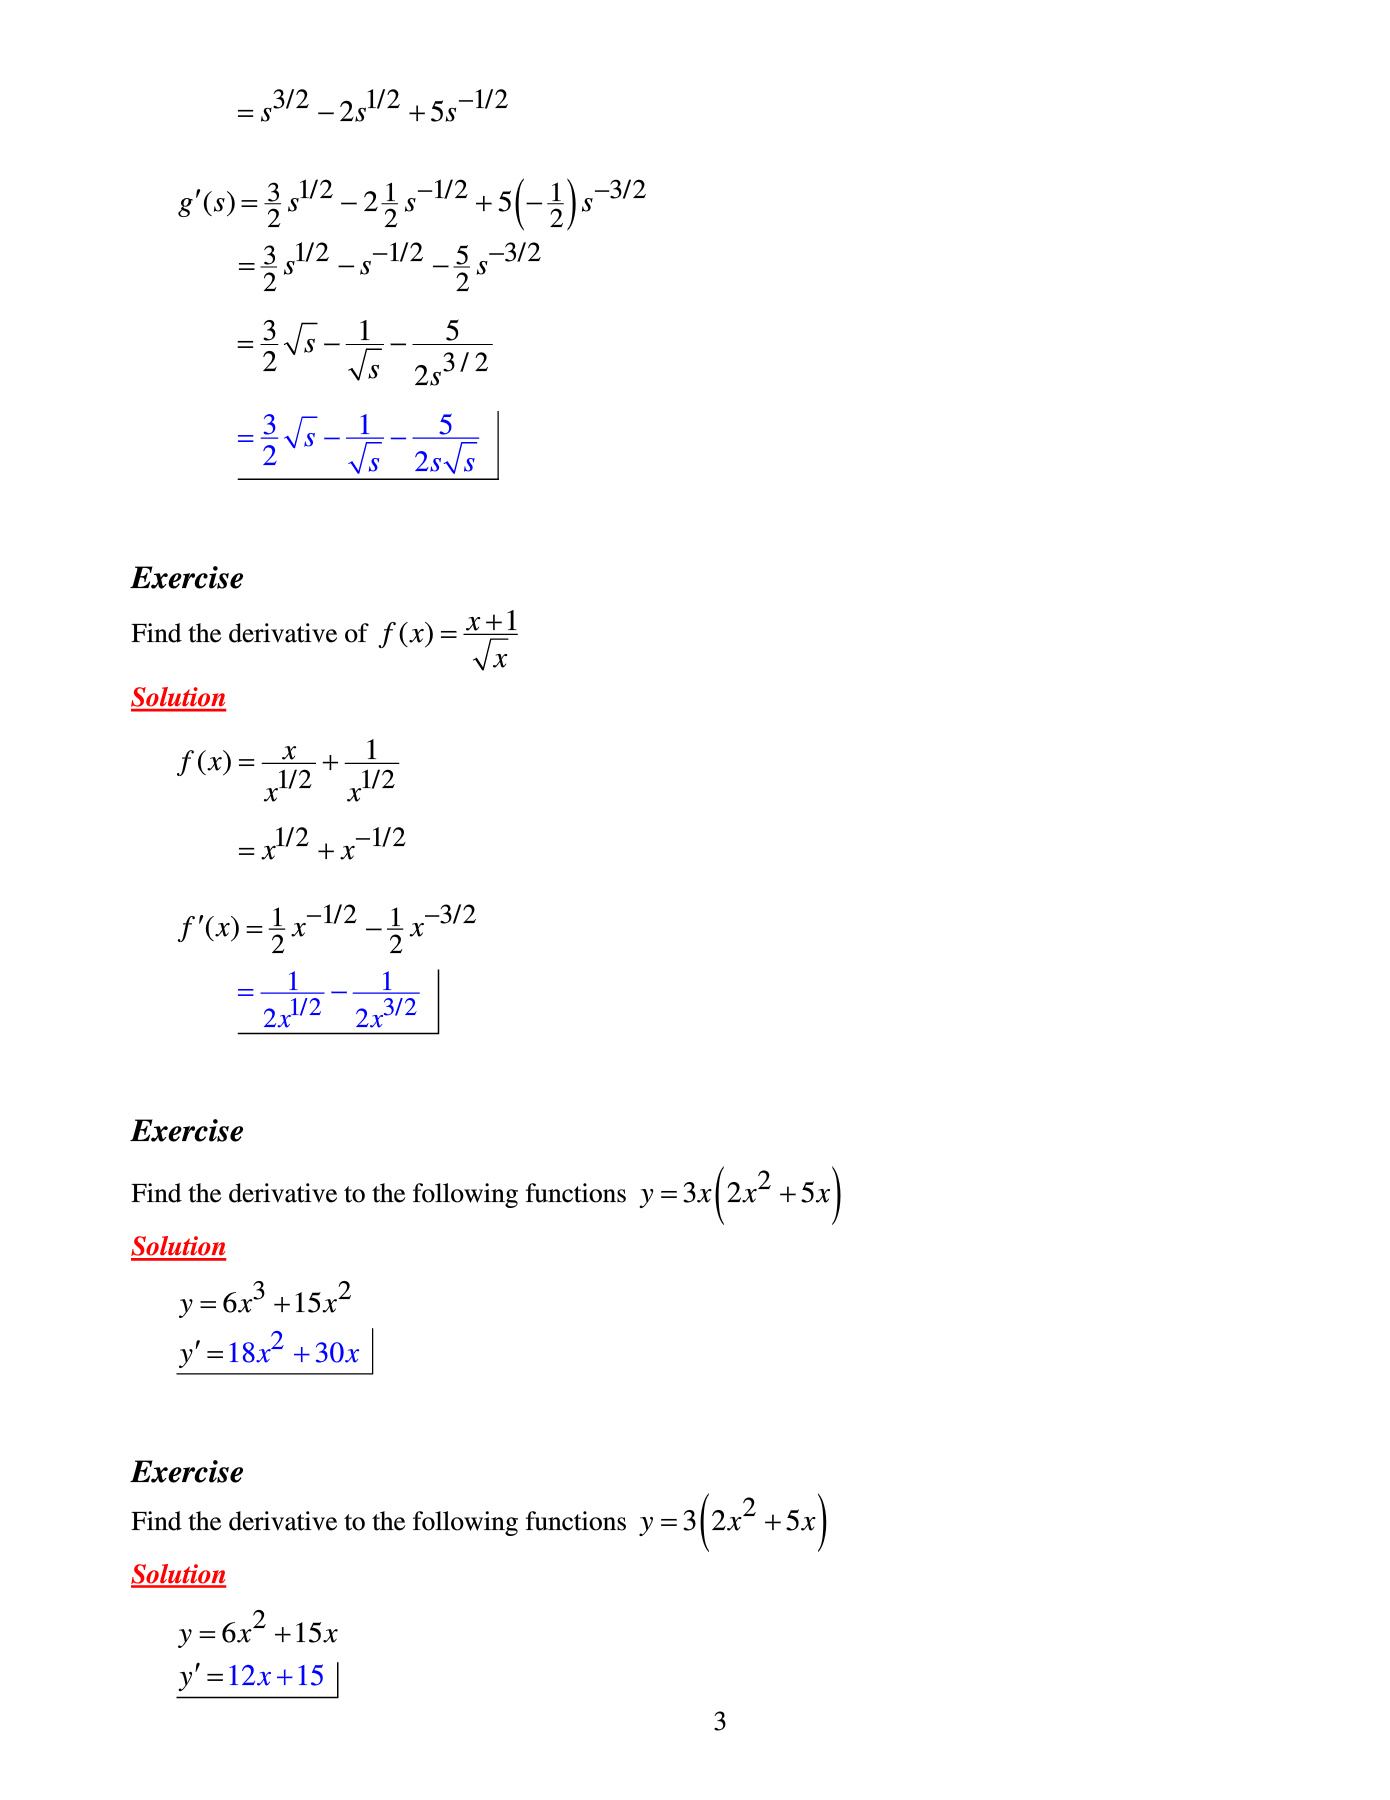 = s^{3/2} − 2s^{1/2} + 5s^{−1/2}
g′(s) = \frac{3}{2} s^{1/2} − 2 \frac{1}{2} s^{−1/2} + 5(−\frac{1}{2}) s^{−3/2}
= \frac{3}{2} s^{1/2} − s^{−1/2} − \frac{5}{2} s^{−3/2}
= \frac{3}{2} \sqrt{s} − \frac{1}{\sqrt{s}} − \frac{5}{2s^{3/2}}
= \frac{3}{2} \sqrt{s} − \frac{1}{\sqrt{s}} − \frac{5}{2s\sqrt{s}}
Exercise
Find the derivative of f(x) = \frac{x+1}{\sqrt{x}}
Solution
f(x) = \frac{x}{x^{1/2}} + \frac{1}{x^{1/2}}
= x^{1/2} + x^{−1/2}
f′(x) = \frac{1}{2} x^{−1/2} − \frac{1}{2} x^{−3/2}
= \frac{1}{2x^{1/2}} − \frac{1}{2x^{3/2}}
Exercise
Find the derivative to the following functions y = 3x(2x^2 + 5x)
Solution
y = 6x^3 + 15x^2
y′ = 18x^2 + 30x
Exercise
Find the derivative to the following functions y = 3(2x^2 + 5x)
Solution
y = 6x^2 + 15x
y′ = 12x + 15
3